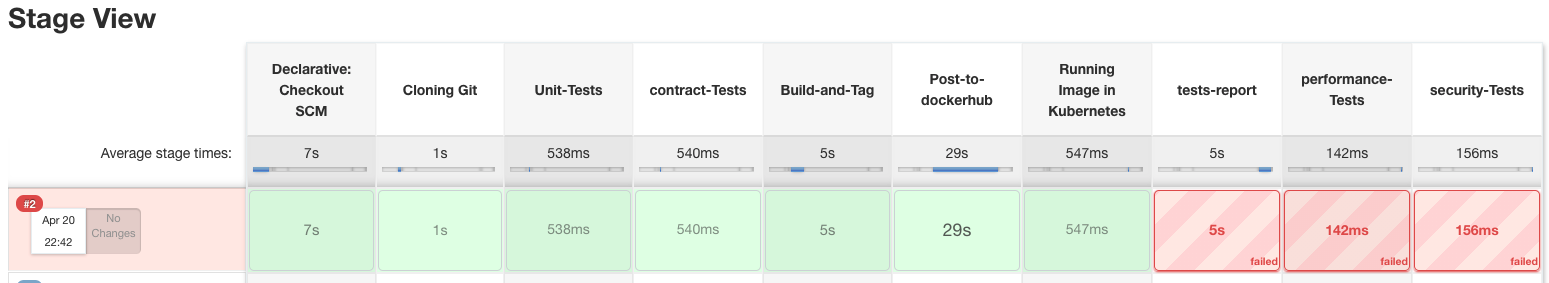 Stage View
Declarative:
Checkout
SCM
Cloning Git
Unit-Tests
contract-Tests
Build-and-Tag
Post-to-
dockerhub
Running
Image in
Kubernetes
tests-report
performance-
Tests
security-Tests
Average stage times:
7s
1s
538ms
540ms
5s
29s
547ms
5s
142ms
156ms
#2
Apr 20
22:42
No
Changes
7s
1s
538ms
540ms
5s
29s
547ms
5s
failed
142ms
failed
156ms
failed